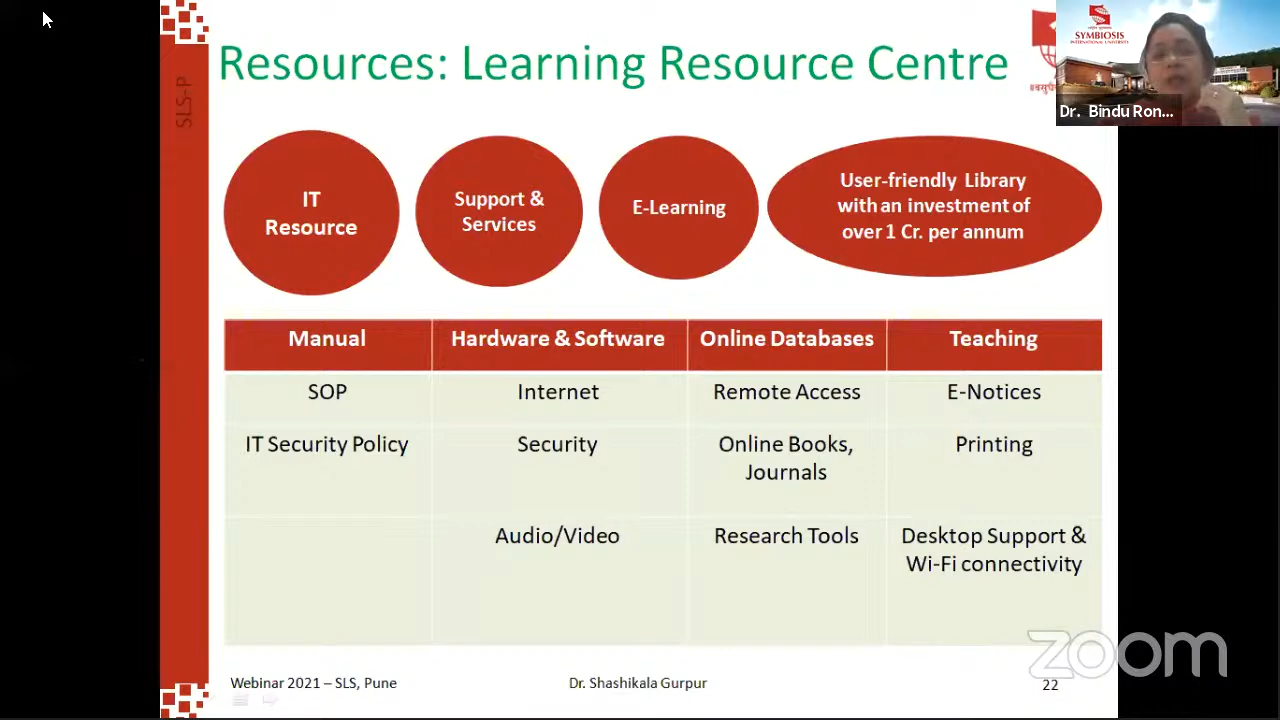 Resources: Learning Resource Centre
SYMBIOSIS
INTERNATIONAL UNIVERSITY
Dr. Bindu Ron...
SLS-P
IT
Resource
Support &
Services
E-Learning
User-friendly Library
with an investment of
over 1 Cr. per annum
Manual
Hardware & Software
Online Databases
Teaching
SOP
Internet
Remote Access
E-Notices
IT Security Policy
Security
Online Books,
Journals
Printing
Audio/Video
Research Tools
Desktop Support &
Wi-Fi connectivity
zoom
Webinar 2021 – SLS, Pune
Dr. Shashikala Gurpur
22